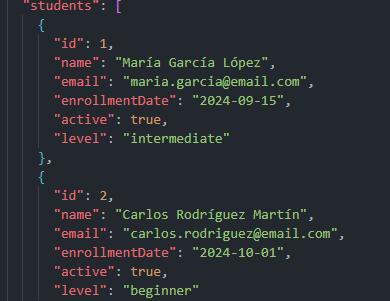 "students": [
{
"id": 1,
"name": "María García López",
"email": "maria.garcia@email.com",
"enrollmentDate": "2024-09-15",
"active": true,
"level": "intermediate"
},
{
"id": 2,
"name": "Carlos Rodríguez Martín",
"email": "carlos.rodriguez@email.com",
"enrollmentDate": "2024-10-01",
"active": true,
"level": "beginner"